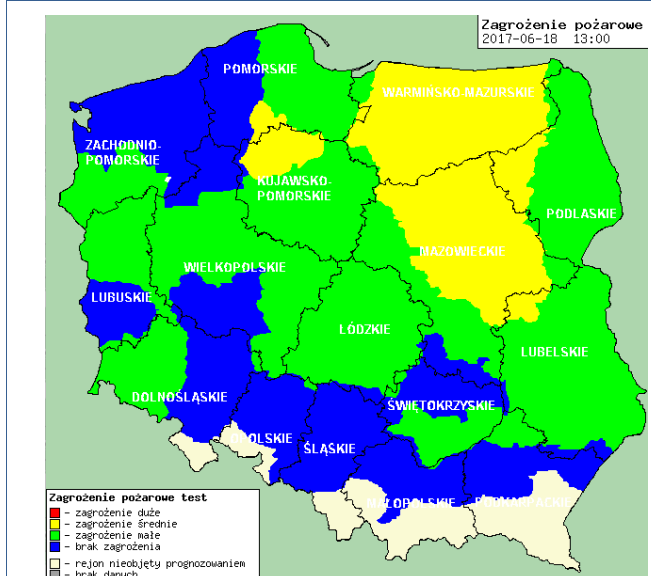 Zagrożenie pożarowe
2017-06-18 13:00
POMORSKIE
WARMIŃSKO-MAZURSKIE
ZACHODNIO-
POMORSKIE
KUJAWSKO-
POMORSKIE
PODLASKIE
MAZOWIECKIE
WIELKOPOLSKIE
LUBUSKIE
ŁÓDZKIE
LUBELSKIE
DOLNOŚLĄSKIE
ŚWIĘTOKRZYSKIE
OPOLSKIE
ŚLĄSKIE
MAŁOPOLSKIE
PODKARPACKIE
Zagrożenie pożarowe test
- zagrożenie duże
- zagrożenie średnie
- zagrożenie małe
- brak zagrożenia
- rejon nieobjęty prognozowaniem
- brak danych